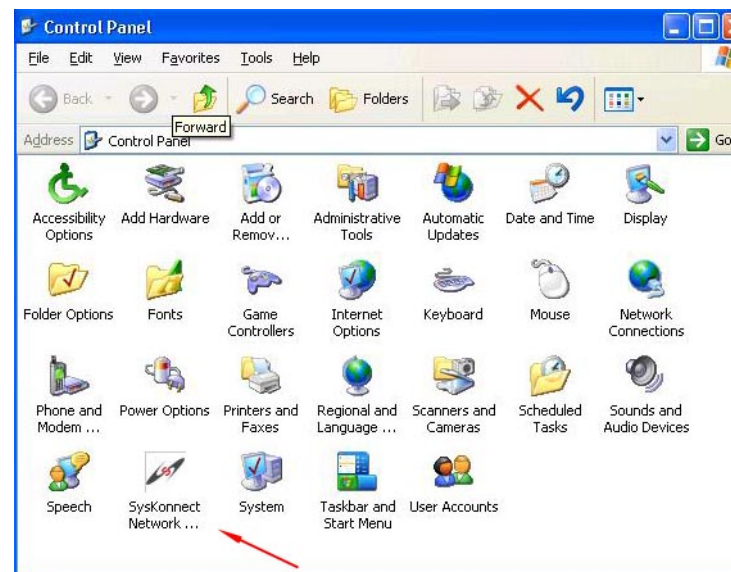 Control Panel
File Edit View Favorites Tools Help
Back Search Folders
Forward
Address Control Panel Go
Accessibility Options
Add Hardware
Add or Remov...
Administrative Tools
Automatic Updates
Date and Time
Display
Folder Options
Fonts
Game Controllers
Internet Options
Keyboard
Mouse
Network Connections
Phone and Modem ...
Power Options
Printers and Faxes
Regional and Language ...
Scanners and Cameras
Scheduled Tasks
Sounds and Audio Devices
Speech
SysKonnect Network ...
System
Taskbar and Start Menu
User Accounts